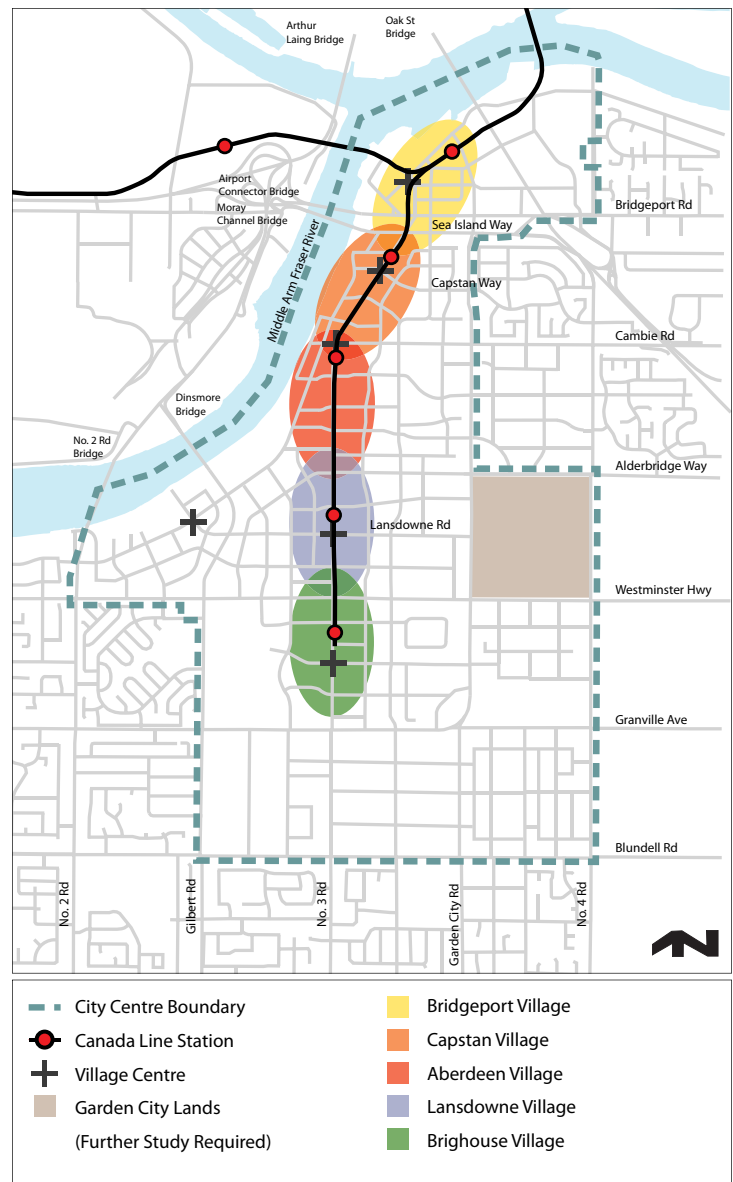 Arthur
Laing Bridge
Oak St
Bridge
Airport
Connector Bridge
Moray
Channel Bridge
Bridgeport Rd
Sea Island Way
Middle Arm Fraser River
Capstan Way
Cambie Rd
Dinsmore
Bridge
No. 2 Rd
Bridge
Alderbridge Way
Lansdowne Rd
Westminster Hwy
Granville Ave
Blundell Rd
No. 2 Rd
Gilbert Rd
No. 3 Rd
Garden City Rd
No. 4 Rd
N
City Centre Boundary
Canada Line Station
Village Centre
Garden City Lands
(Further Study Required)
Bridgeport Village
Capstan Village
Aberdeen Village
Lansdowne Village
Brighouse Village